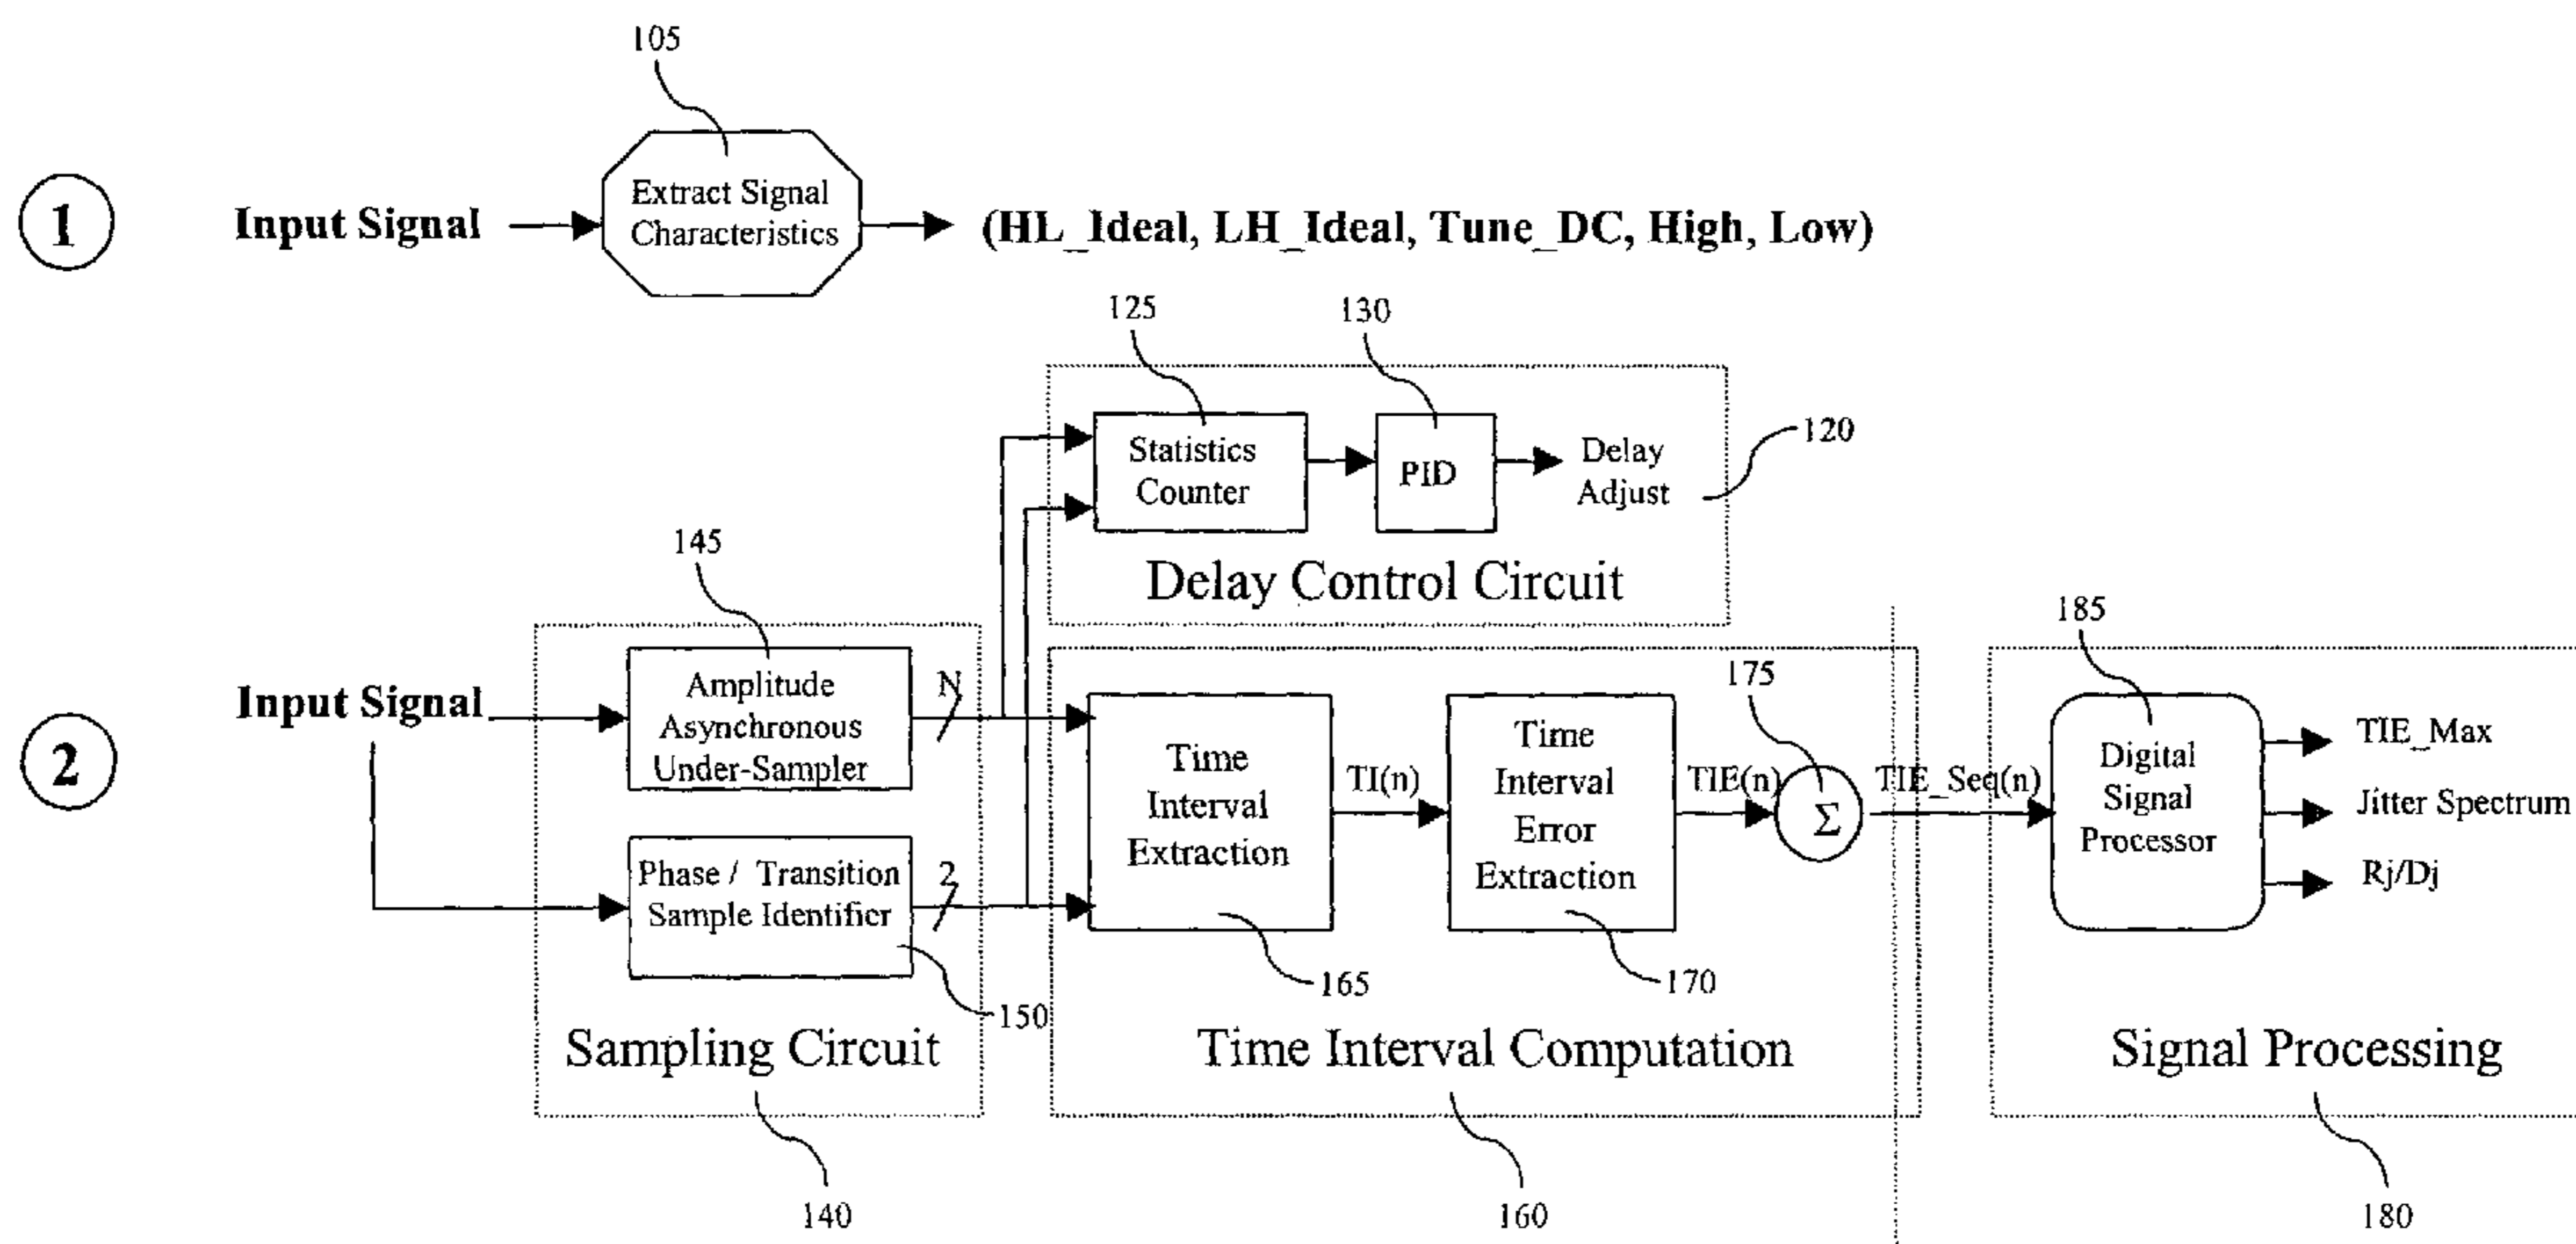 105
1
Input Signal
Extract Signal
Characteristics
(HL_Ideal, LH_Ideal, Tune_DC, High, Low)
125
130
Statistics
Counter
PID
Delay
Adjust
120
Delay Control Circuit
145
2
Input Signal
Amplitude
Asynchronous
Under-Sampler
N
Phase / Transition
Sample Identifier
2
150
Sampling Circuit
140
Time
Interval
Extraction
165
TI(n)
Time
Interval
Error
Extraction
170
TIE(n)
175
Σ
TIE_Seq(n)
Time Interval Computation
160
185
Digital
Signal
Processor
TIE_Max
Jitter Spectrum
Rj/Dj
Signal Processing
180